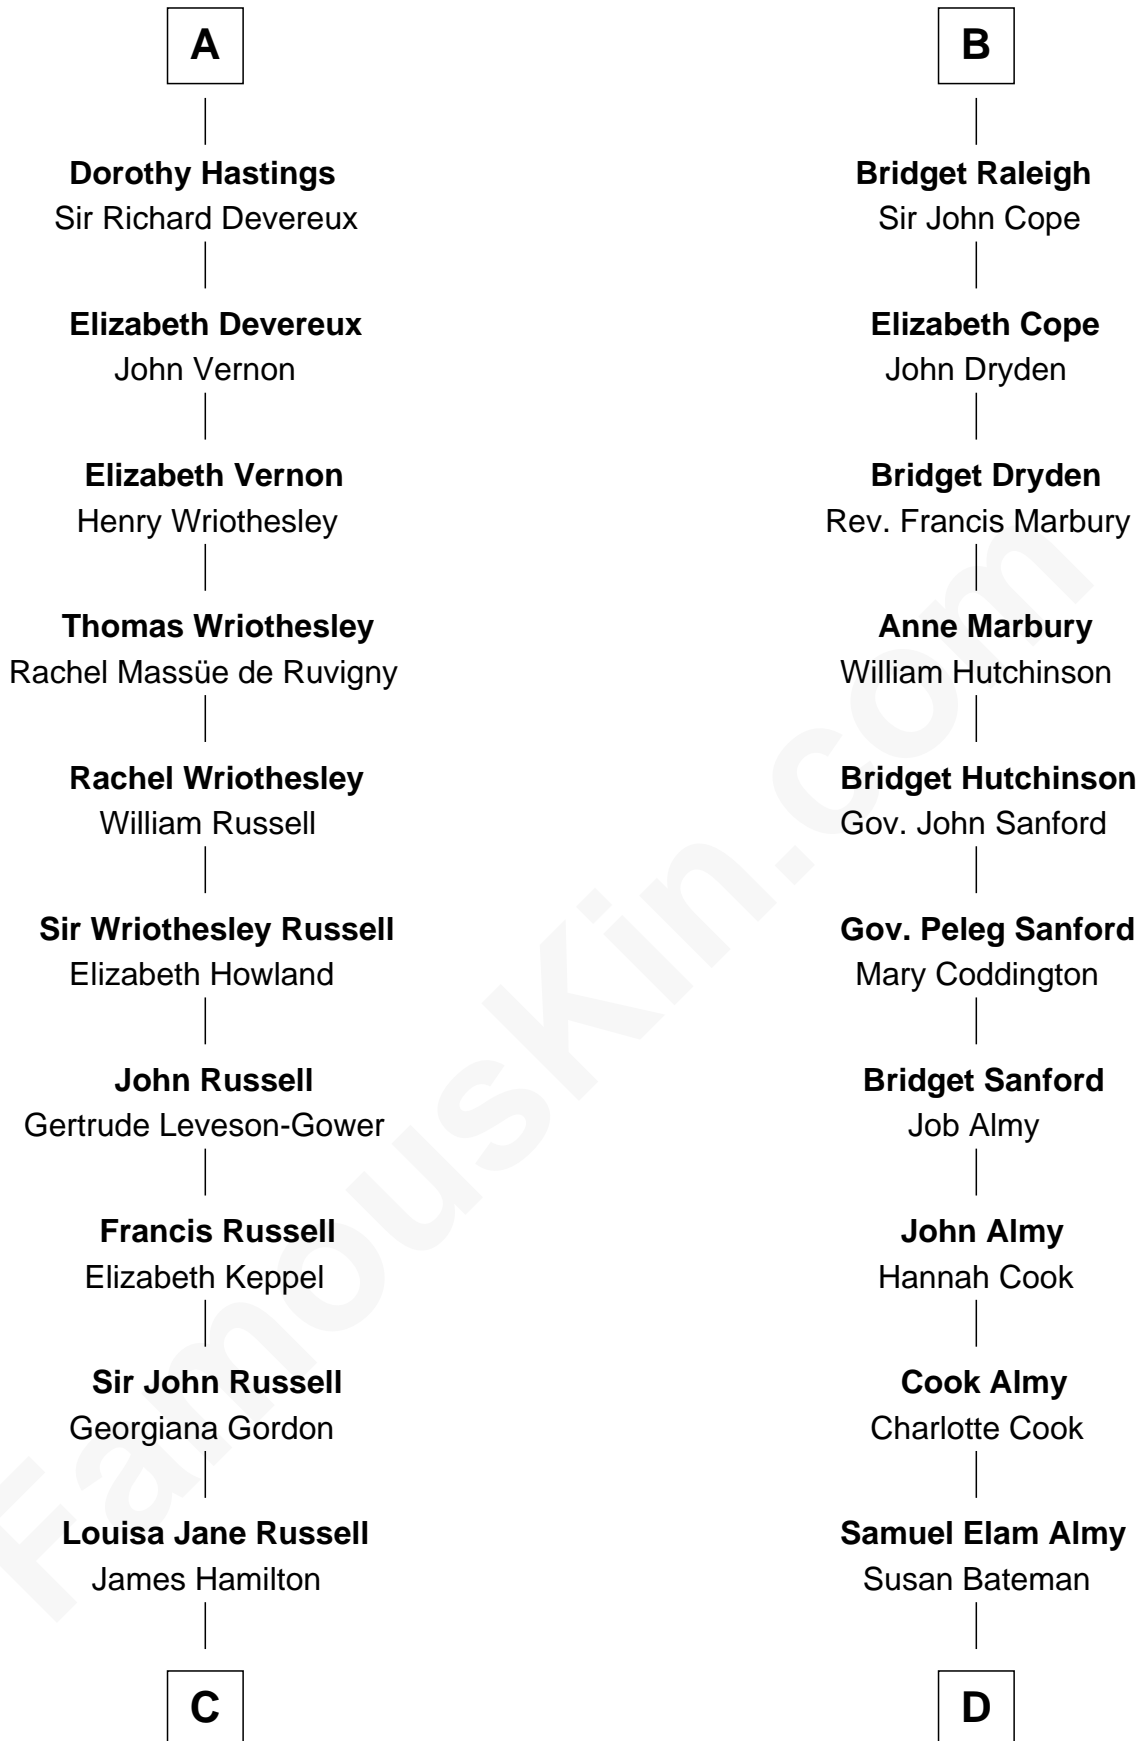 A
Dorothy Hastings
Sir Richard Devereux
Elizabeth Devereux
John Vernon
Elizabeth Vernon
Henry Wriothesley
Thomas Wriothesley
Rachel Massüe de Ruvigny
Rachel Wriothesley
William Russell
Sir Wriothesley Russell
Elizabeth Howland
John Russell
Gertrude Leveson-Gower
Francis Russell
Elizabeth Keppel
Sir John Russell
Georgiana Gordon
Louisa Jane Russell
James Hamilton
C
B
Bridget Raleigh
Sir John Cope
Elizabeth Cope
John Dryden
Bridget Dryden
Rev. Francis Marbury
Anne Marbury
William Hutchinson
Bridget Hutchinson
Gov. John Sanford
Gov. Peleg Sanford
Mary Coddington
Bridget Sanford
Job Almy
John Almy
Hannah Cook
Cook Almy
Charlotte Cook
Samuel Elam Almy
Susan Bateman
D
FamousKin.com